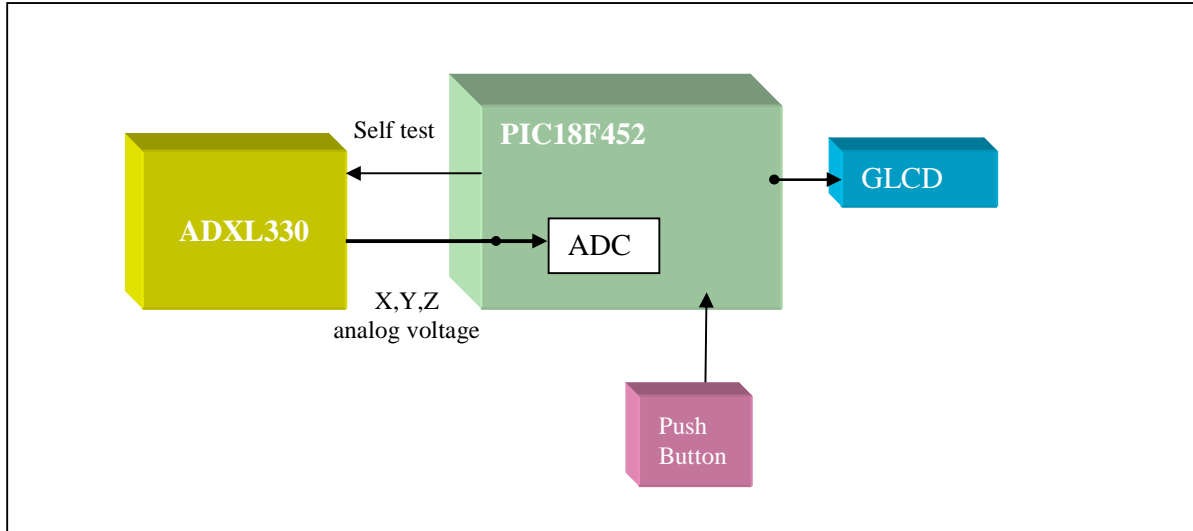 Self test
PIC18F452
GLCD
ADXL330
ADC
X,Y,Z
analog voltage
Push
Button